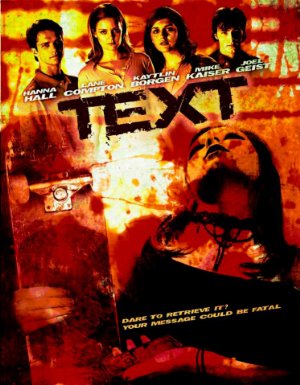 HANNA HALL
LANE COMPTON
KAYTLIN BORGEN
MIKE KAISER
JOEL GEIST
TEXT
DARE TO RETRIEVE IT?
YOUR MESSAGE COULD BE FATAL